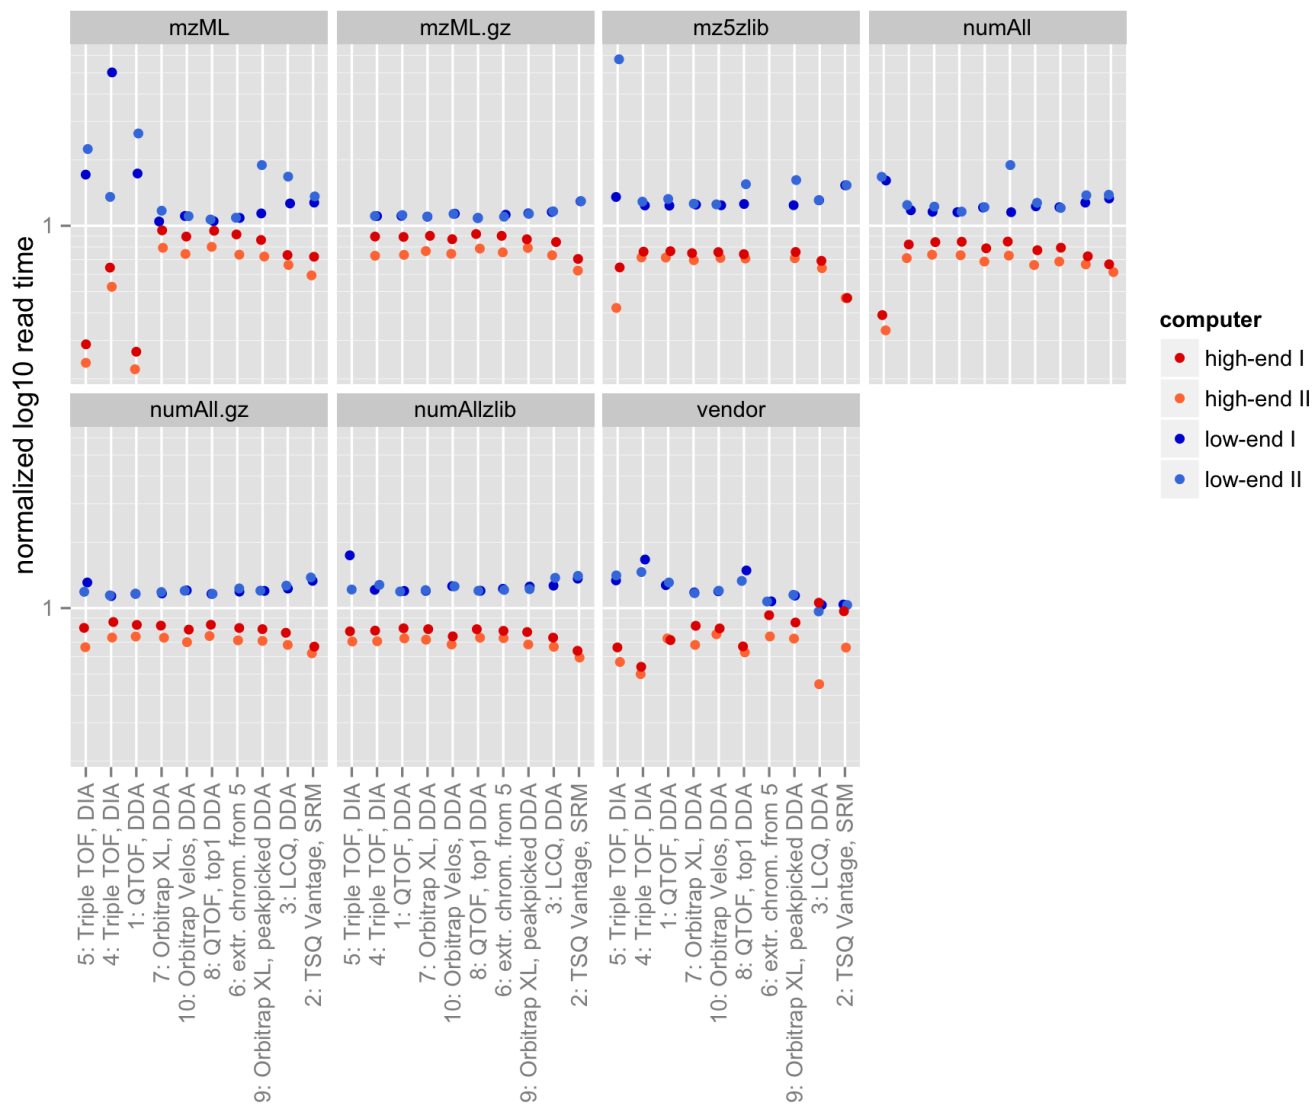 mzML
mzML.gz
mz5zlib
numAll
normalized log10 read time
1
numAll.gz
numAllzlib
vendor
1
5: Triple TOF, DIA
4: Triple TOF, DIA
1: QTOF, DDA
7: Orbitrap XL, DDA
10: Orbitrap Velos, DDA
8: QTOF, top1 DDA
6: extr. chrom. from 5
9: Orbitrap XL, peakpicked DDA
3: LCQ, DDA
2: TSQ Vantage, SRM
5: Triple TOF, DIA
4: Triple TOF, DIA
1: QTOF, DDA
7: Orbitrap XL, DDA
10: Orbitrap Velos, DDA
8: QTOF, top1 DDA
6: extr. chrom. from 5
9: Orbitrap XL, peakpicked DDA
3: LCQ, DDA
2: TSQ Vantage, SRM
5: Triple TOF, DIA
4: Triple TOF, DIA
1: QTOF, DDA
7: Orbitrap XL, DDA
10: Orbitrap Velos, DDA
8: QTOF, top1 DDA
6: extr. chrom. from 5
9: Orbitrap XL, peakpicked DDA
3: LCQ, DDA
2: TSQ Vantage, SRM
computer
high-end I
high-end II
low-end I
low-end II